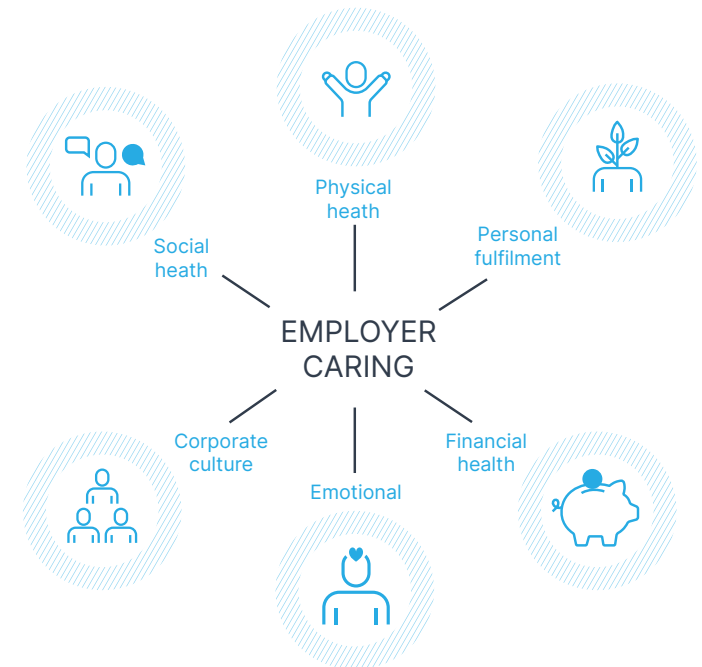 Physical
heath
Personal
fulfilment
Social
heath
EMPLOYER
CARING
Corporate
culture
Financial
health
Emotional